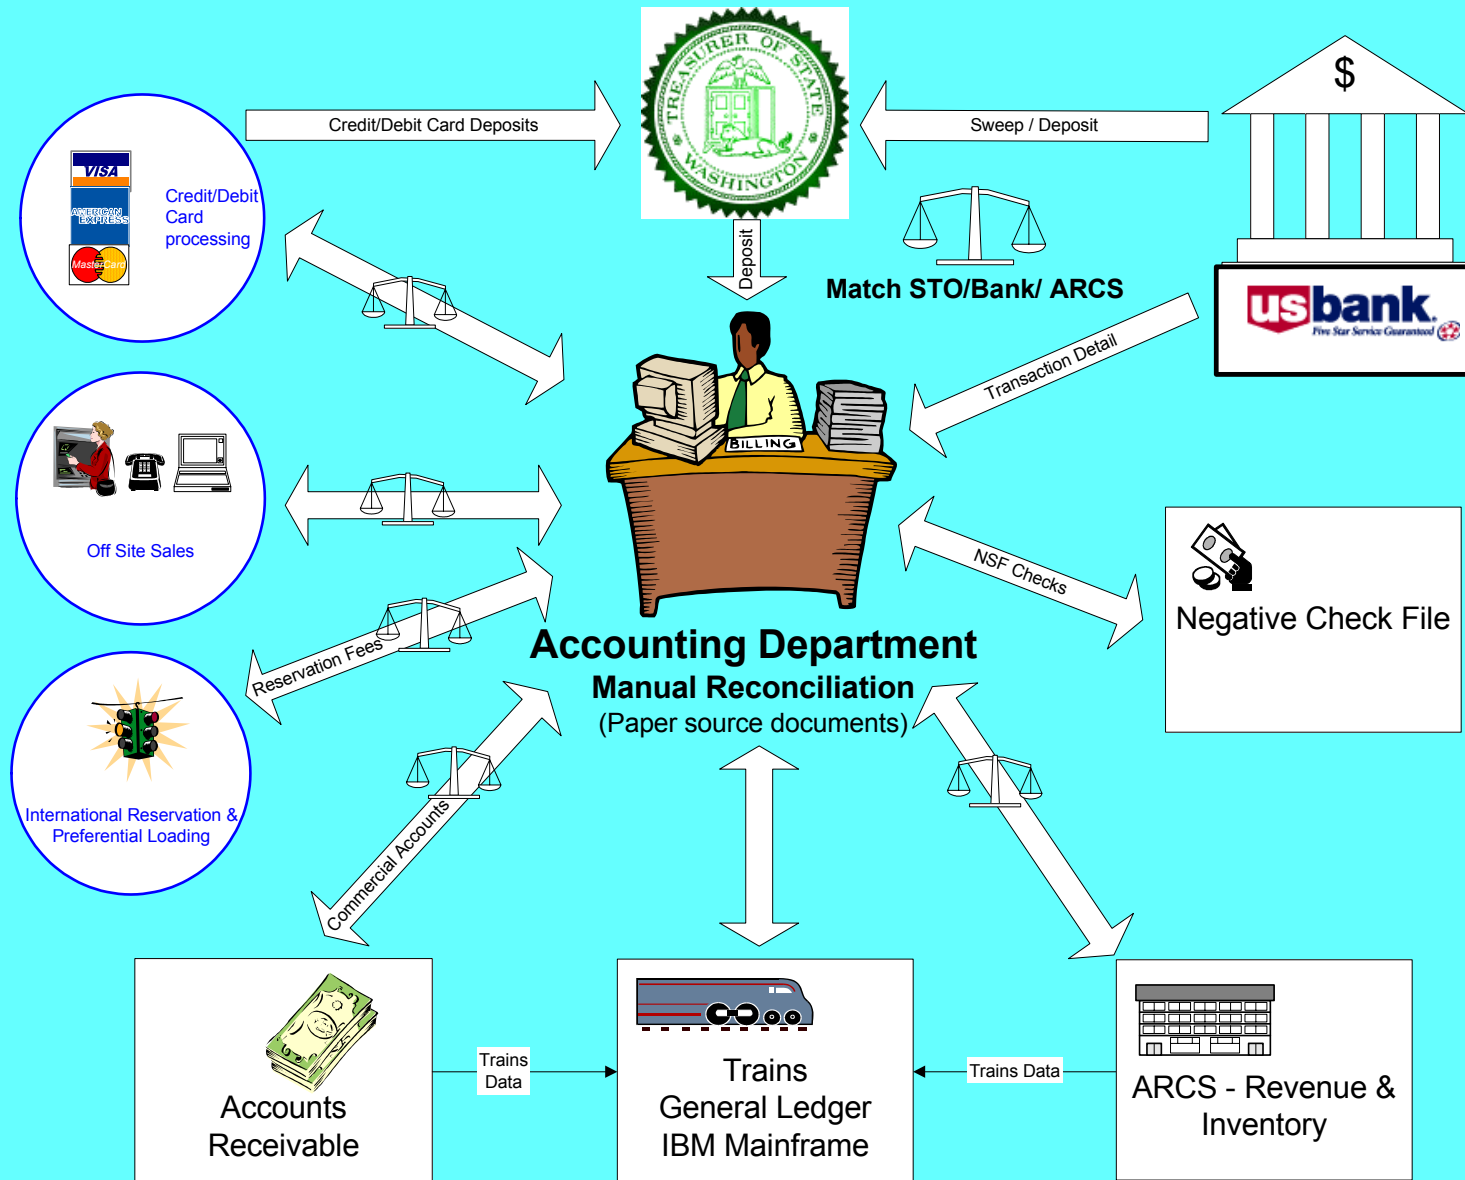 TREASURER OF STATE
WASHINGTON
$
Credit/Debit Card Deposits
Sweep / Deposit
VISA
AMERICAN
EXPRESS
MasterCard
Credit/Debit
Card
processing
Deposit
Match STO/Bank/ ARCS
usbank.
Five Star Service Guaranteed
Transaction Detail
BILLING
Off Site Sales
NSF Checks
Negative Check File
Accounting Department
Manual Reconciliation
(Paper source documents)
Reservation Fees
International Reservation &
Preferential Loading
Commercial Accounts
Accounts
Receivable
Trains
Data
Trains
General Ledger
IBM Mainframe
Trains Data
ARCS - Revenue &
Inventory